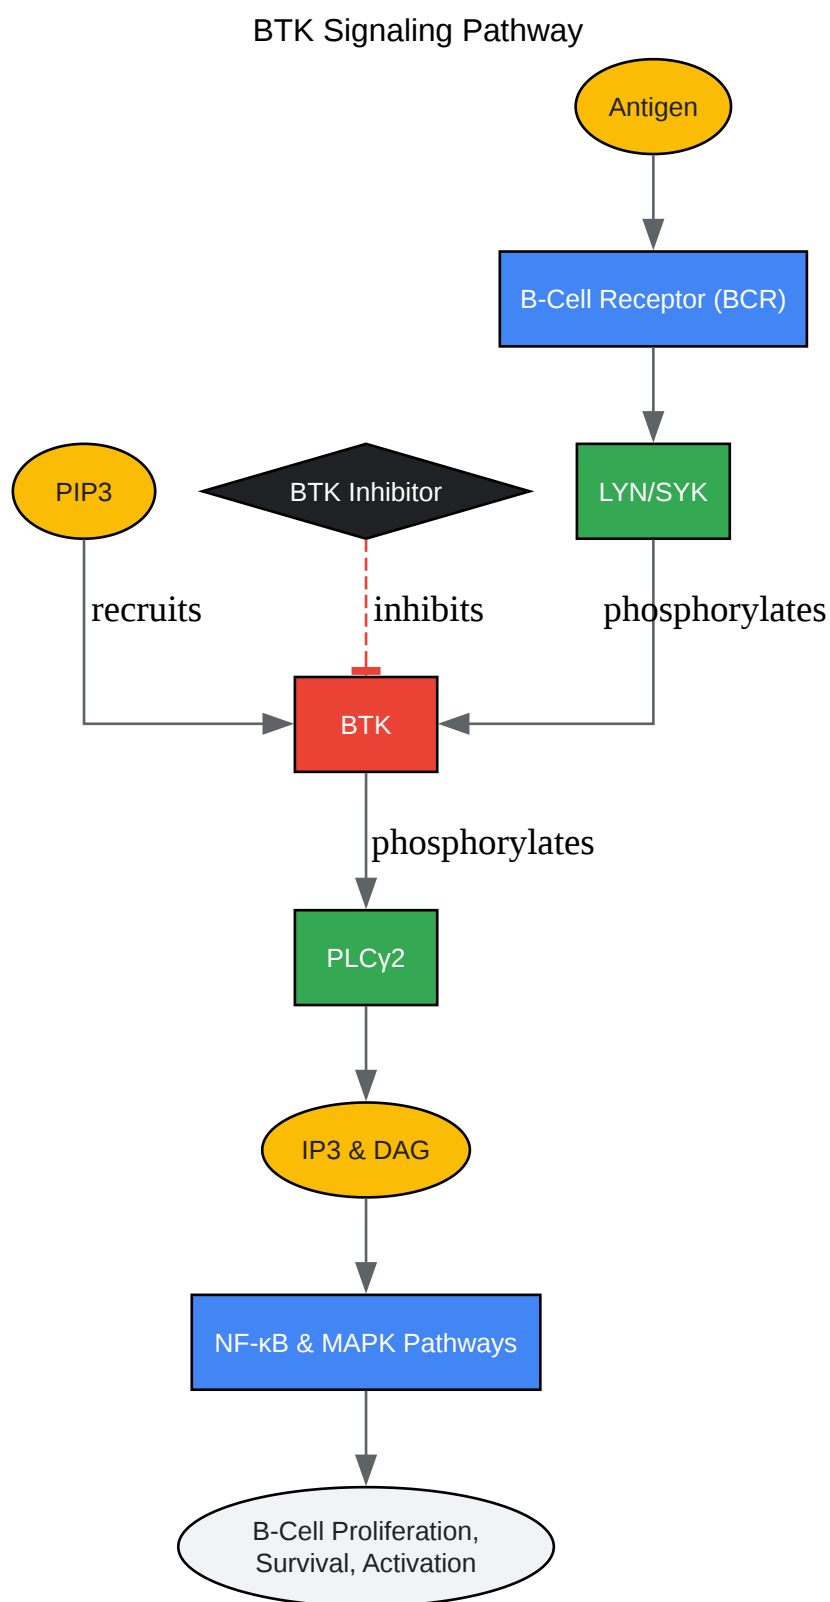 BTK Signaling Pathway
Antigen
B-Cell Receptor (BCR)
PIP3
BTK Inhibitor
LYN/SYK
recruits
inhibits
phosphorylates
BTK
phosphorylates
PLCγ2
IP3 & DAG
NF-κB & MAPK Pathways
B-Cell Proliferation,
Survival, Activation